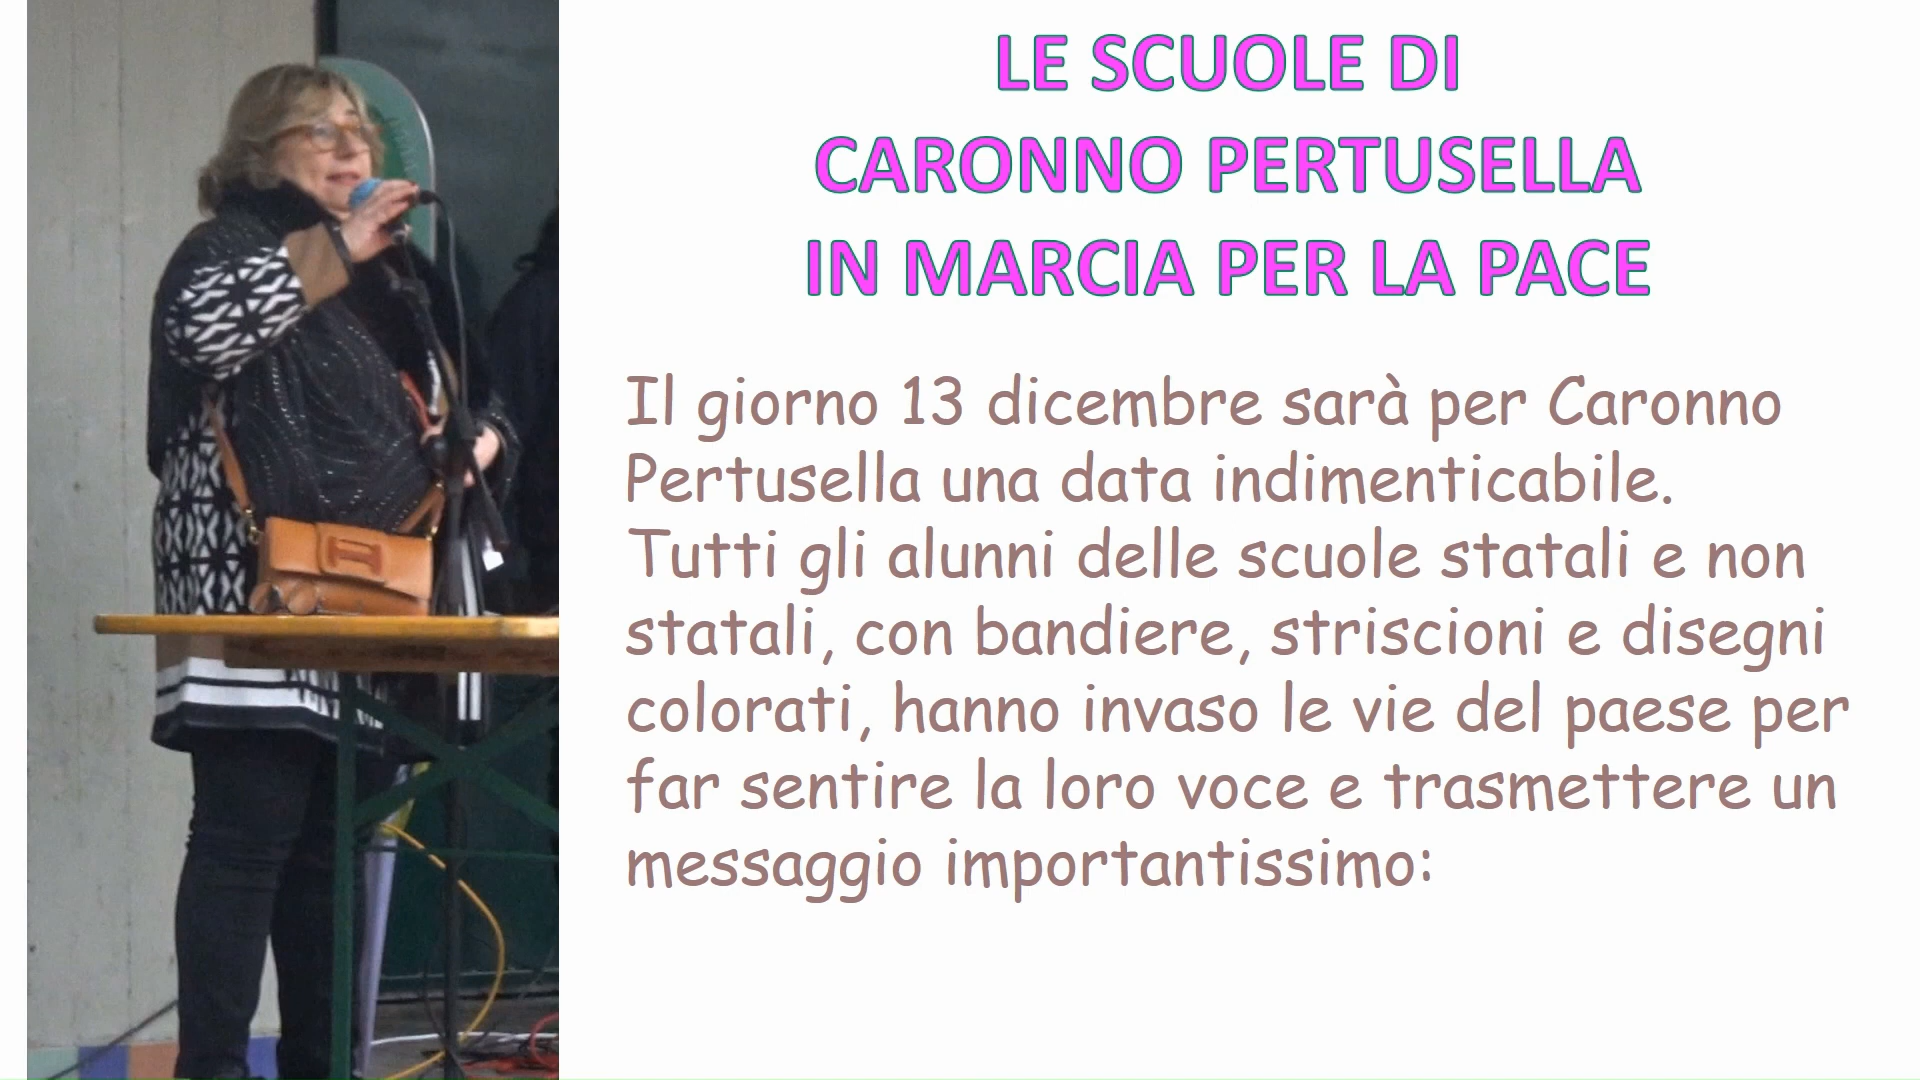 LE SCUOLE DI
CARONNO PERTUSELLA
IN MARCIA PER LA PACE
Il giorno 13 dicembre sarà per Caronno
Pertusella una data indimenticabile.
Tutti gli alunni delle scuole statali e non
statali, con bandiere, striscioni e disegni
colorati, hanno invaso le vie del paese per
far sentire la loro voce e trasmettere un
messaggio importantissimo: